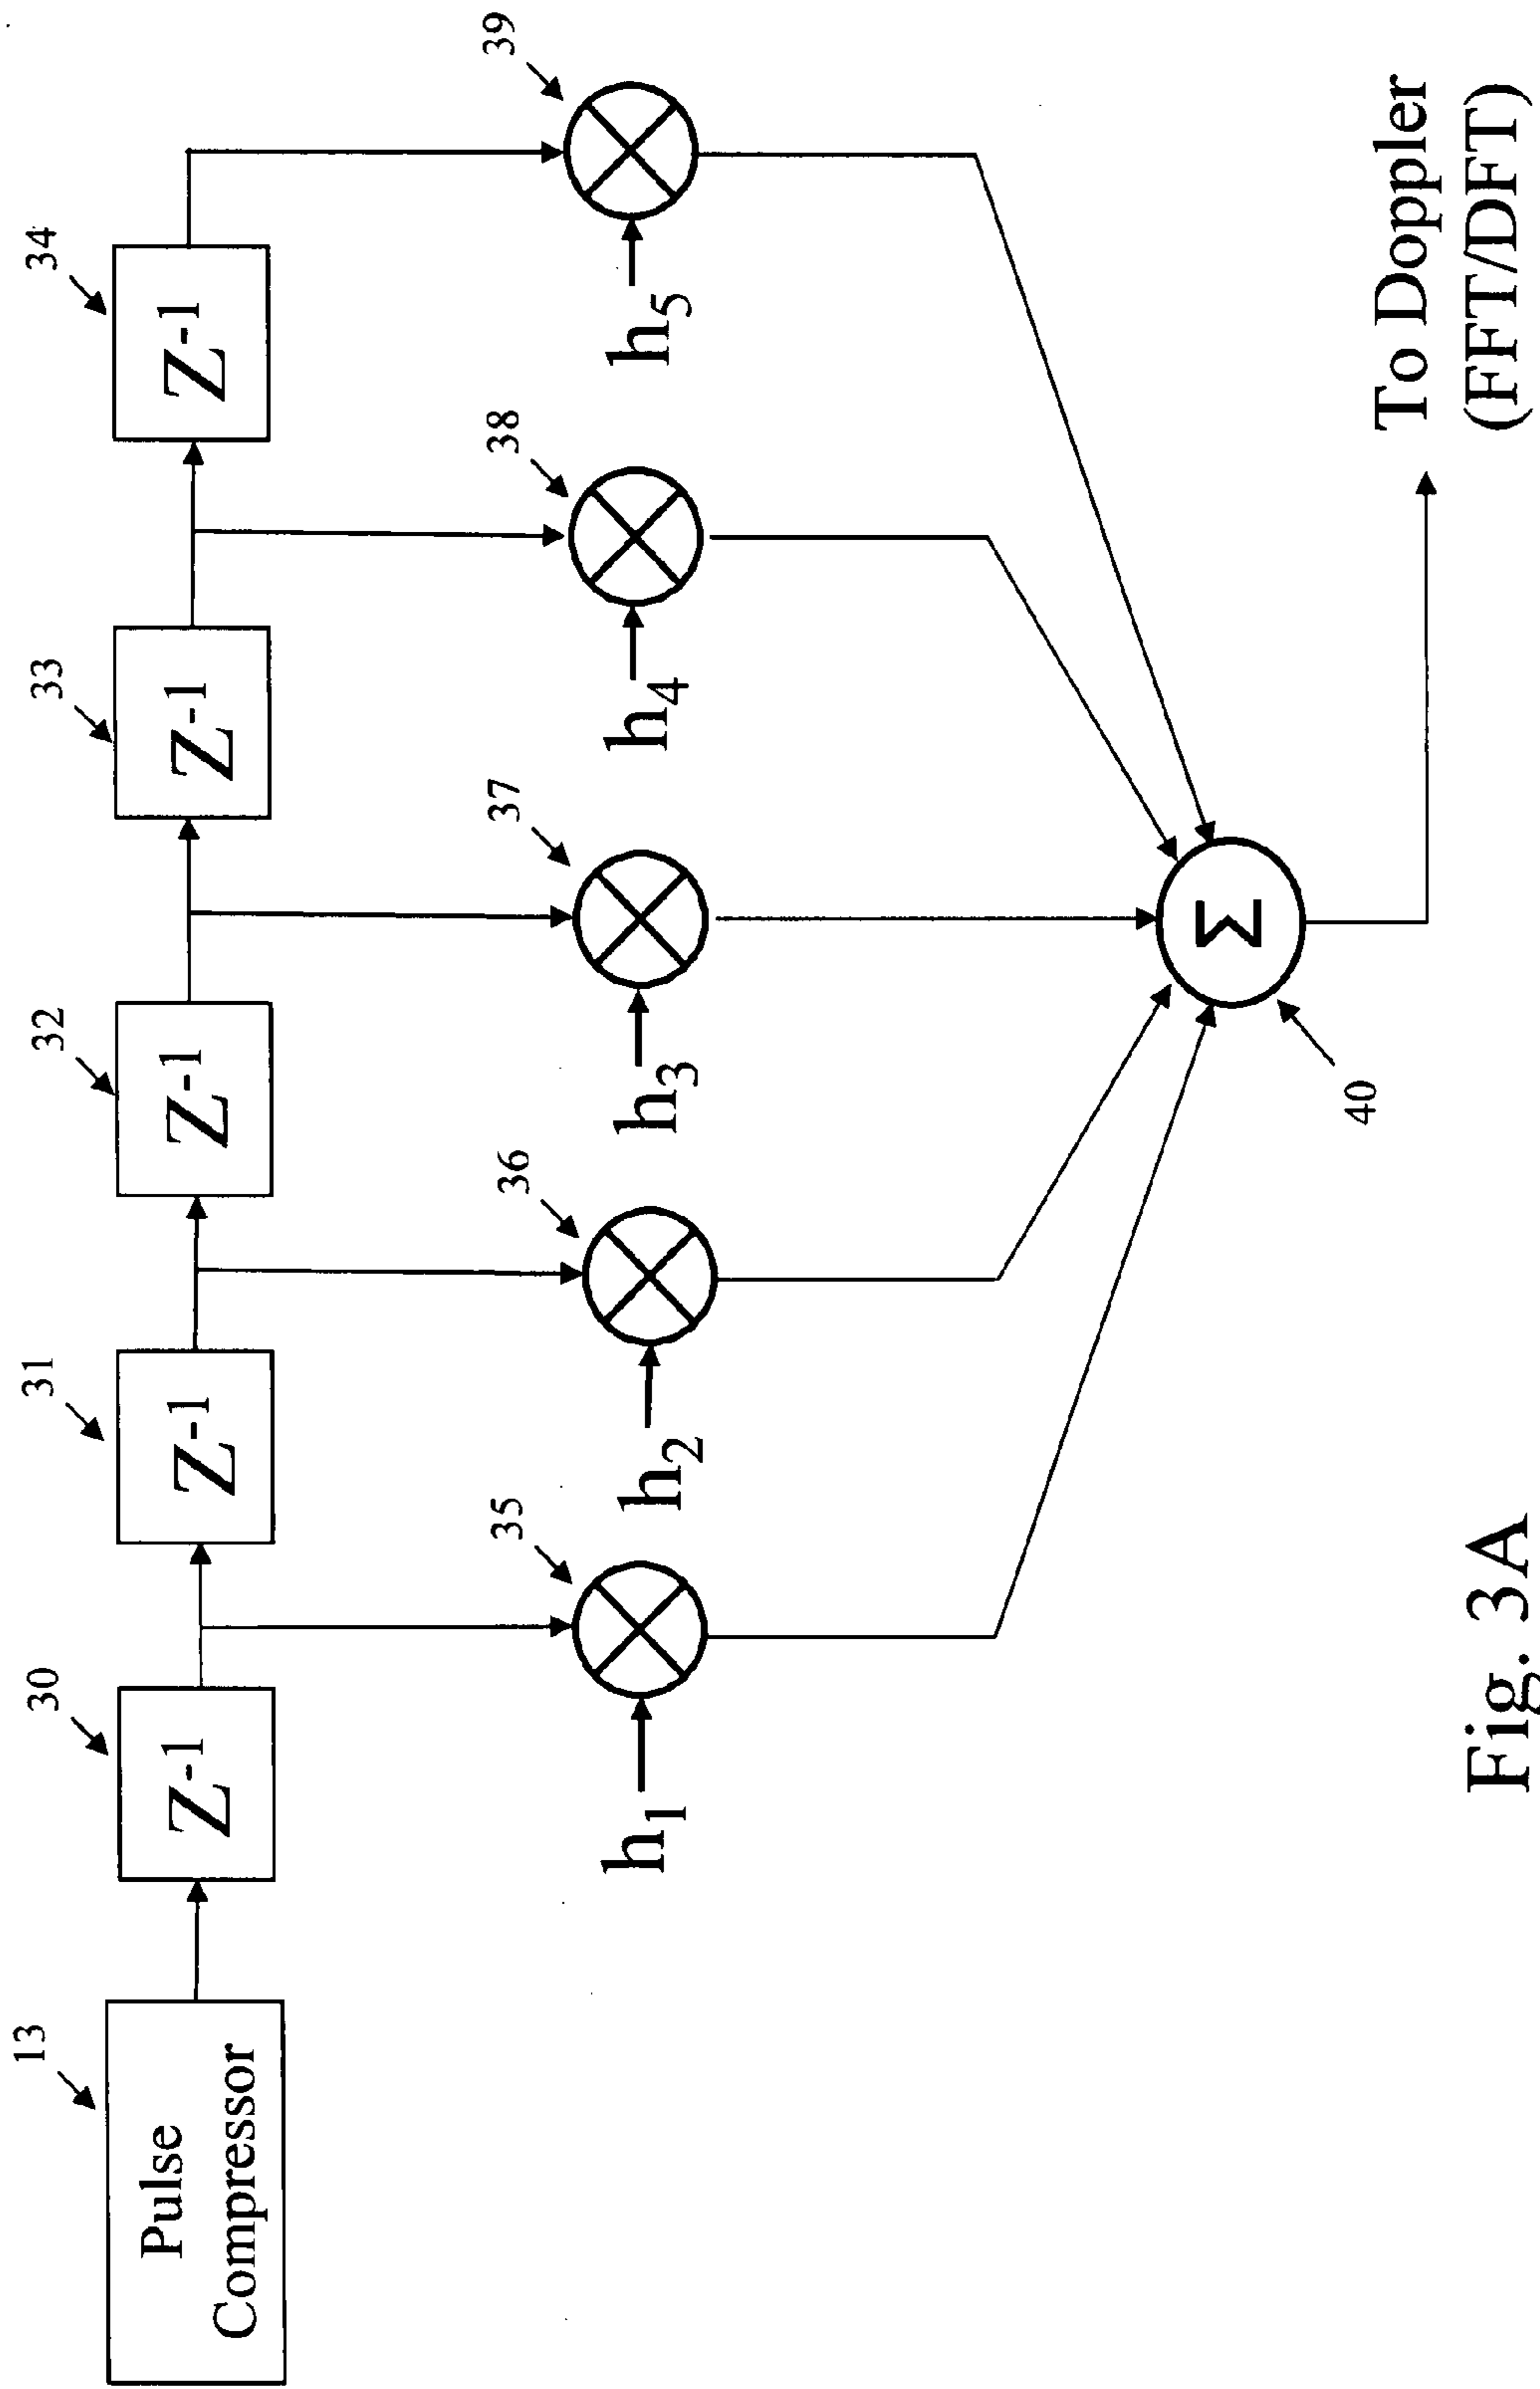 13
30
31
32
33
34
Pulse
Compressor
Z-1
Z-1
Z-1
Z-1
Z-1
35
36
37
38
39
h1
h2
h3
h4
h5
Σ
40
To Doppler
(FFT/DFT)
Fig. 3A